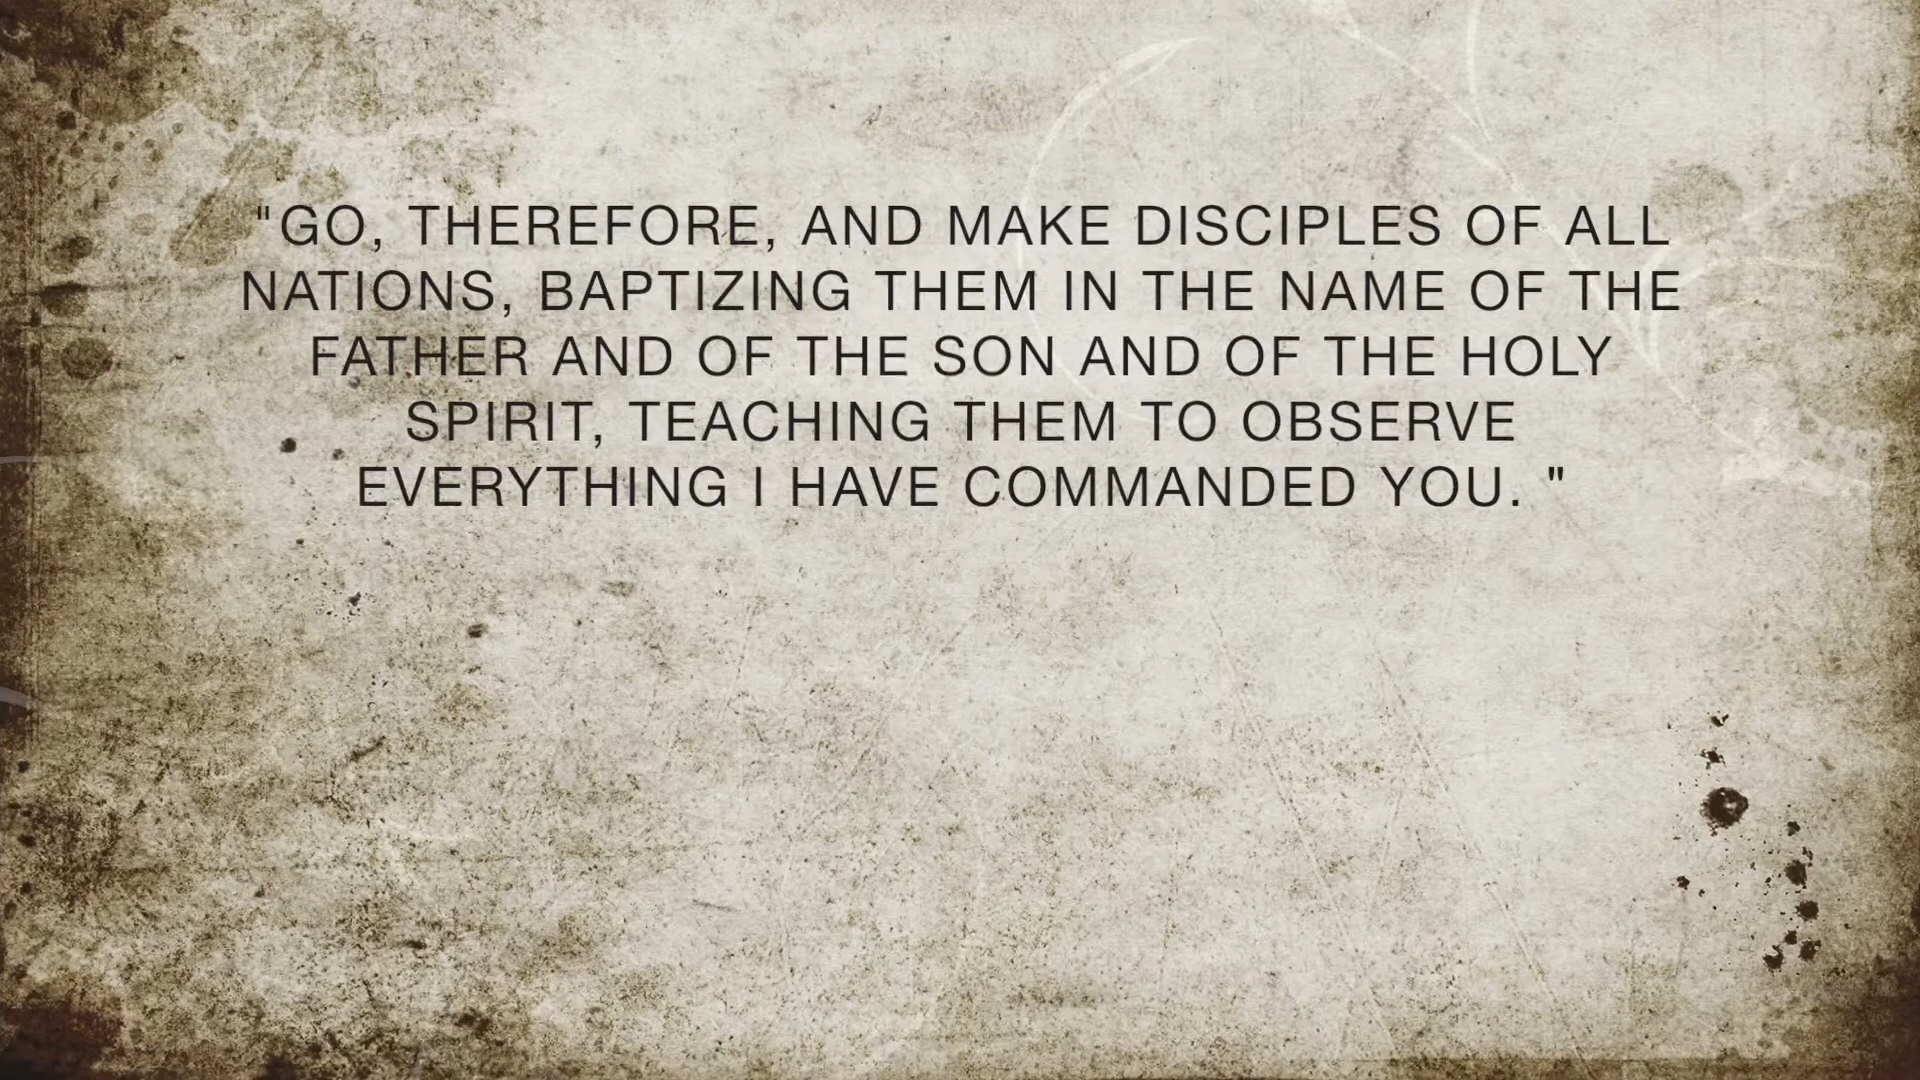 "GO, THEREFORE, AND MAKE DISCIPLES OF ALL
NATIONS, BAPTIZING THEM IN THE NAME OF THE
FATHER AND OF THE SON AND OF THE HOLY
SPIRIT, TEACHING THEM TO OBSERVE
EVERYTHING I HAVE COMMANDED YOU. "